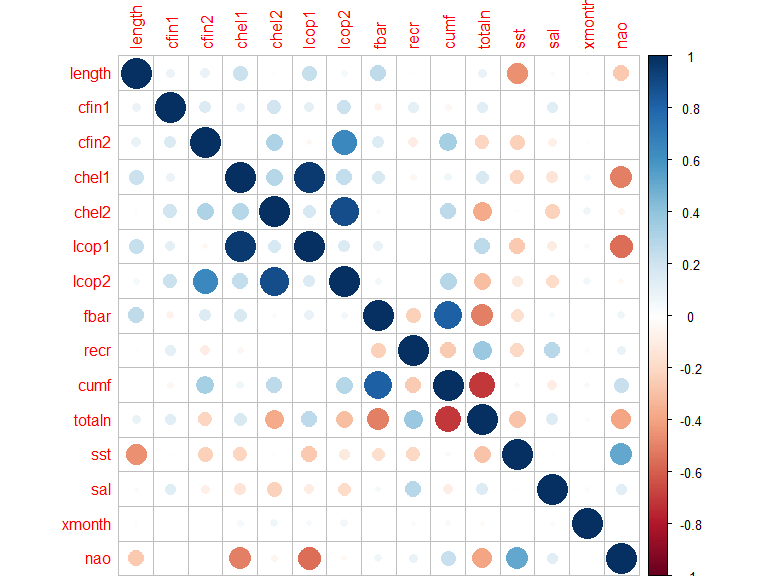 length cfin1 cfin2 chel1 chel2 lcop1 lcop2 fbar recr cumf totaln sst sal xmonth nao
length
cfin1
cfin2
chel1
chel2
lcop1
lcop2
fbar
recr
cumf
totaln
sst
sal
xmonth
nao
1
0.8
0.6
0.4
0.2
0
-0.2
-0.4
-0.6
-0.8
-1